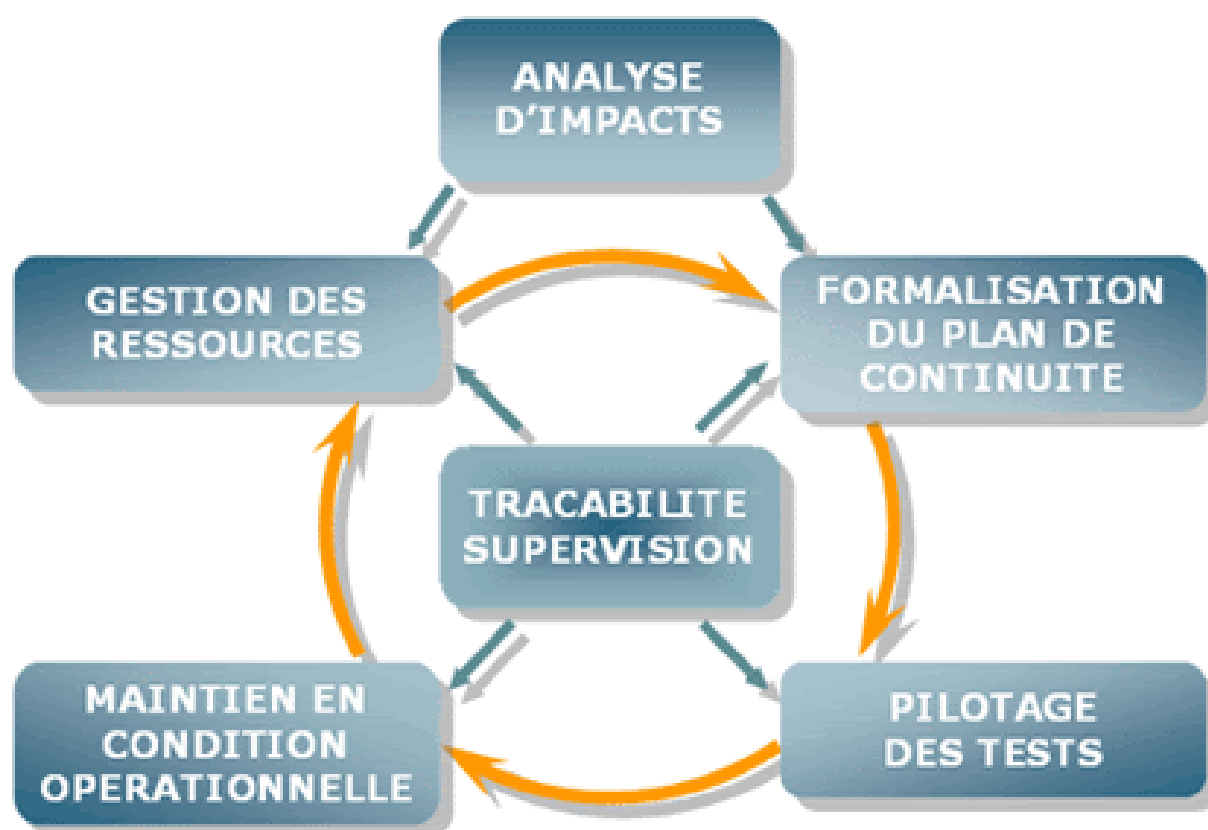 ANALYSE
D'IMPACTS
GESTION DES
RESSOURCES
FORMALISATION
DU PLAN DE
CONTINUITE
TRACABILITE
SUPERVISION
MAINTIEN EN
CONDITION
OPERATIONNELLE
PILOTAGE
DES TESTS